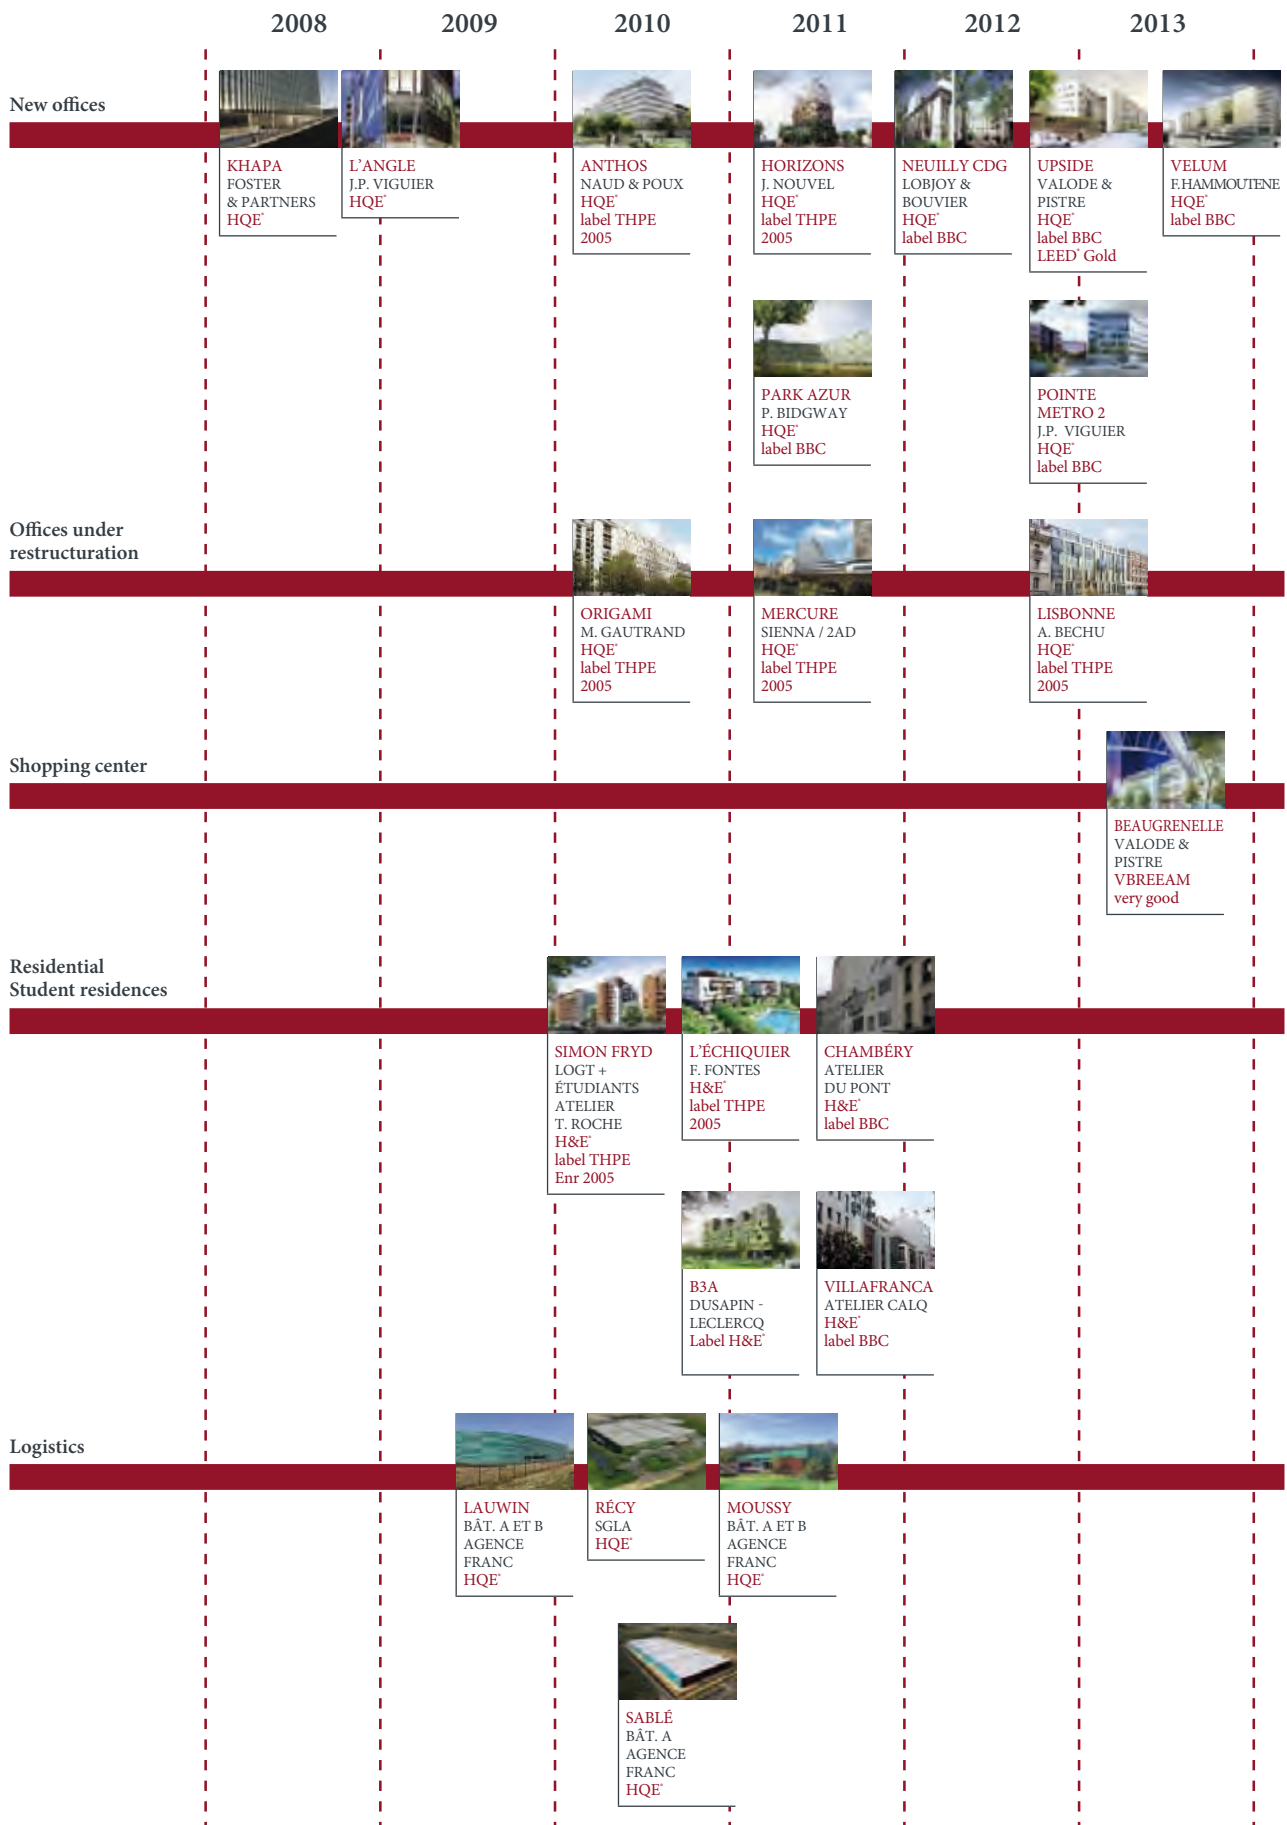 2008 2009 2010 2011 2012 2013
New offices
KHAPA
FOSTER
& PARTNERS
HQE*
L'ANGLE
J.P. VIGUIER
HQE*
ANTHOS
NAUD & POUX
HQE*
label THPE
2005
HORIZONS
J. NOUVEL
HQE*
label THPE
2005
NEUILLY CDG
LOBJOY &
BOUVIER
HQE*
label BBC
UPSIDE
VALODE &
PISTRE
HQE*
label BBC
LEED* Gold
VELUM
F.HAMMOUTENE
HQE*
label BBC
PARK AZUR
P. BIDGWAY
HQE*
label BBC
POINTE
METRO 2
J.P. VIGUIER
HQE*
label BBC
Offices under
restructuration
ORIGAMI
M. GAUTRAND
HQE*
label THPE
2005
MERCURE
SIENNA / 2AD
HQE*
label THPE
2005
LISBONNE
A. BECHU
HQE*
label THPE
2005
Shopping center
BEAUGRENELLE
VALODE &
PISTRE
VBREEAM
very good
Residential
Student residences
SIMON FRYD
LOGT +
ÉTUDIANTS
ATELIER
T. ROCHE
H&E*
label THPE
Enr 2005
L'ÉCHIQUIER
F. FONTES
H&E*
label THPE
2005
CHAMBÉRY
ATELIER
DU PONT
H&E*
label BBC
B3A
DUSAPIN -
LECLERCQ
Label H&E*
VILLAFRANCA
ATELIER CALQ
H&E*
label BBC
Logistics
LAUWIN
BÂT. A ET B
AGENCE
FRANC
HQE*
RÉCY
SGLA
HQE*
MOUSSY
BÂT. A ET B
AGENCE
FRANC
HQE*
SABLÉ
BÂT. A
AGENCE
FRANC
HQE*